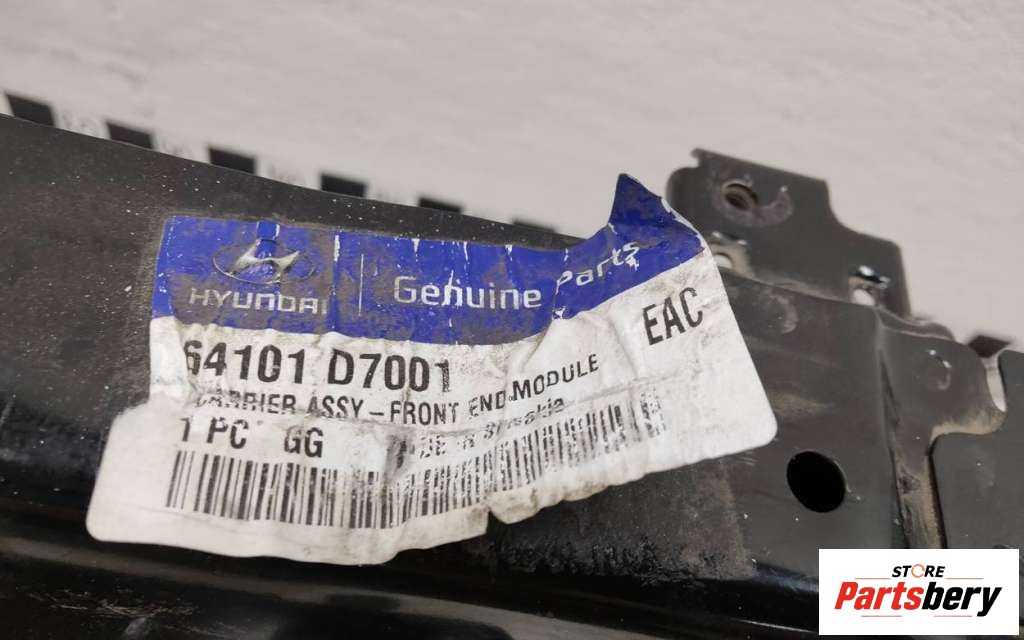 HYUNDAI
Genuine Parts
64101 D7001
EAC
CARRIER ASSY-FRONT END MODULE
1 PC GG
STORE
Partsbery